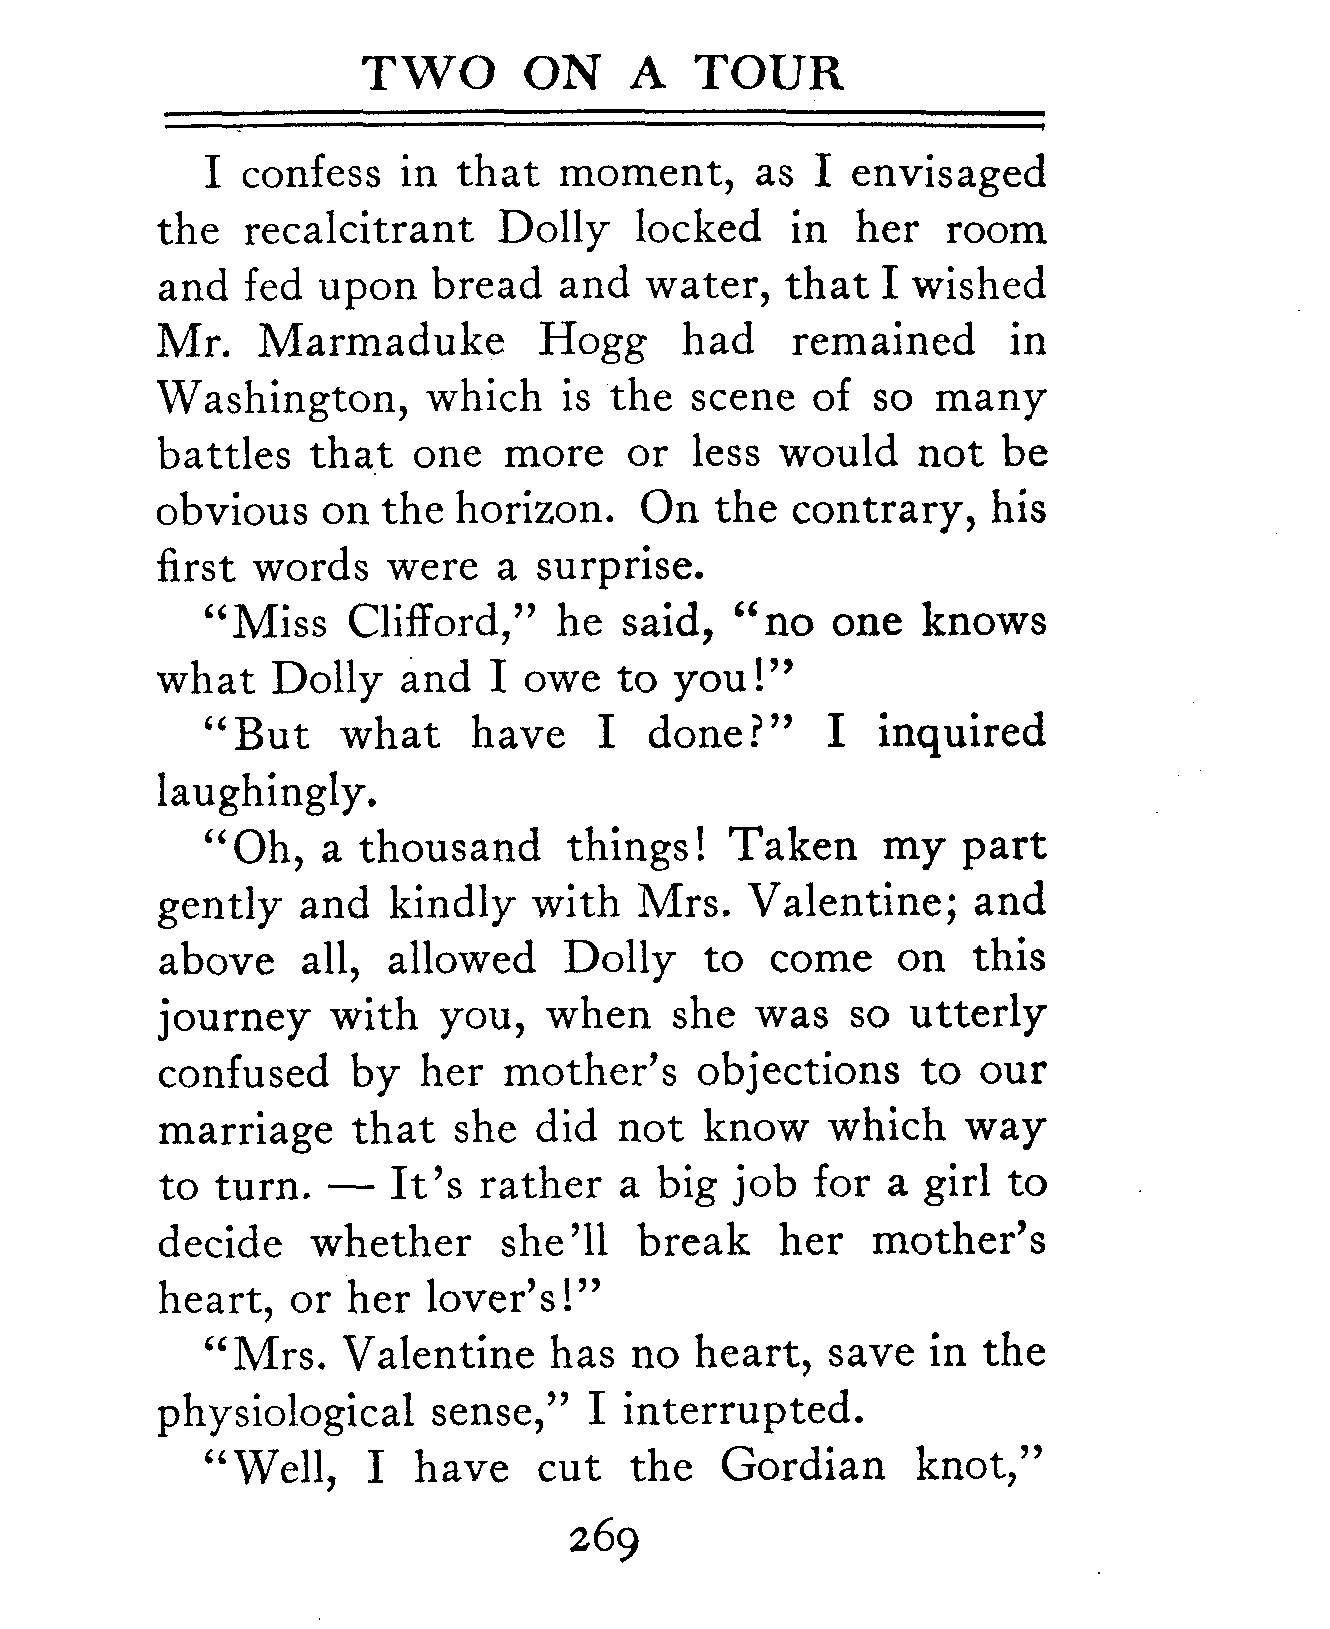 TWO ON A TOUR
I confess in that moment, as I envisaged
the recalcitrant Dolly locked in her room
and fed upon bread and water, that I wished
Mr. Marmaduke Hogg had remained in
Washington, which is the scene of so many
battles that one more or less would not be
obvious on the horizon. On the contrary, his
first words were a surprise.
“Miss Clifford,” he said, “no one knows
what Dolly and I owe to you!”
“But what have I done?” I inquired
laughingly.
“Oh, a thousand things! Taken my part
gently and kindly with Mrs. Valentine; and
above all, allowed Dolly to come on this
journey with you, when she was so utterly
confused by her mother’s objections to our
marriage that she did not know which way
to turn. — It’s rather a big job for a girl to
decide whether she’ll break her mother’s
heart, or her lover’s!”
“Mrs. Valentine has no heart, save in the
physiological sense,” I interrupted.
“Well, I have cut the Gordian knot,”
269